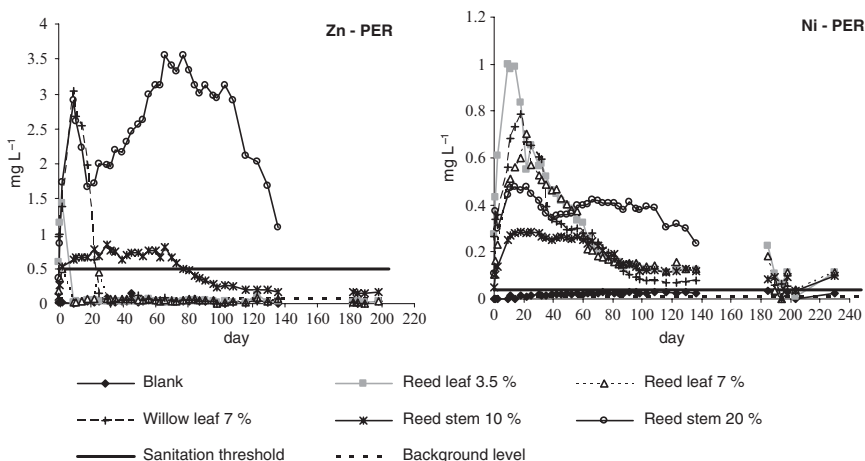 Zn - PER
4
3.5
3
2.5
2
1.5
1
0.5
0
mg L–1
0 20 40 60 80 100 120 140 160 180 200 220
day
Ni - PER
1.2
1
0.8
0.6
0.4
0.2
0
mg L–1
0 20 40 60 80 100 120 140 160 180 200 220 240
day
Blank
Reed leaf 3.5 %
Reed leaf 7 %
Willow leaf 7 %
Reed stem 10 %
Reed stem 20 %
Sanitation threshold
Background level